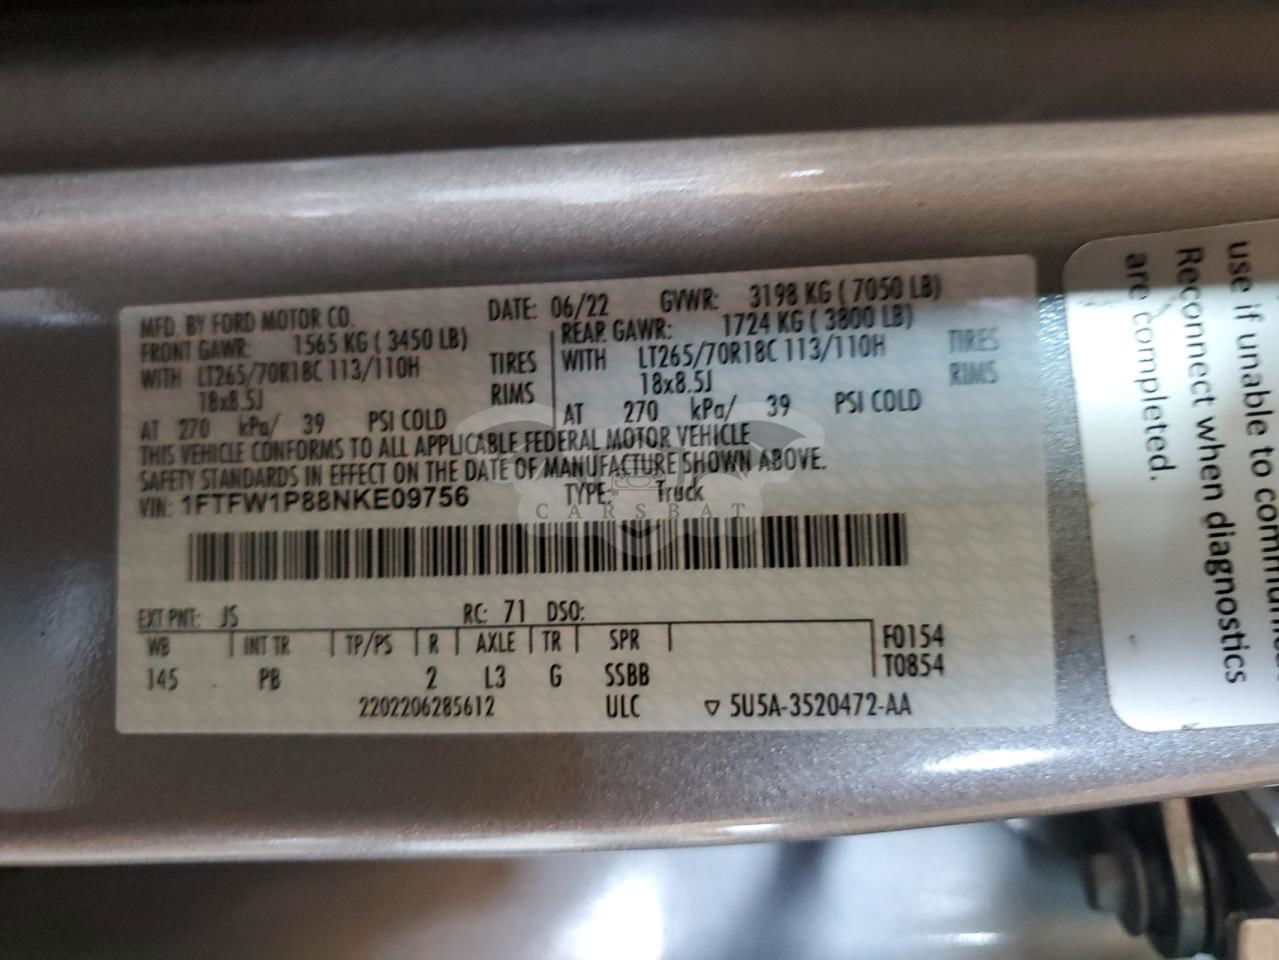 MFD. BY FORD MOTOR CO. DATE: 06/22 GVWR: 3198 KG ( 7050 LB)
FRONT GAWR: 1565 KG ( 3450 LB) REAR GAWR: 1724 KG ( 3800 LB)
WITH LT265/70R18C 113/110H TIRES WITH LT265/70R18C 113/110H TIRES
18x8.5J RIMS 18x8.5J RIMS
AT 270 kPa/ 39 PSI COLD AT 270 kPa/ 39 PSI COLD
THIS VEHICLE CONFORMS TO ALL APPLICABLE FEDERAL MOTOR VEHICLE
SAFETY STANDARDS IN EFFECT ON THE DATE OF MANUFACTURE SHOWN ABOVE.
VIN: 1FTFW1P88NKE09756 TYPE: Truck
CARSBAT
EXT PNT: JS RC: 71 DSO:
WB INT TR TP/PS R AXLE TR SPR F0154
145 PB 2 L3 G SSBB T0854
2202206285612 ULC ▽ 5U5A-3520472-AA
use if unable to
Reconnect when diagnostics
are completed.